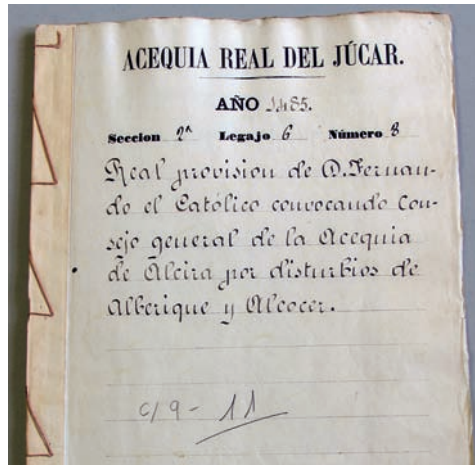 ACEQUIA REAL DEL JÚCAR.
AÑO 1485.
Seccion 2ª Legajo 6 Número 8
Real provision de D. Fernan-
do el Católico convocando Con-
sejo general de la Acequia
de Alcira por disturbios de
Alberique y Alcocer.
c/ 9 - 11